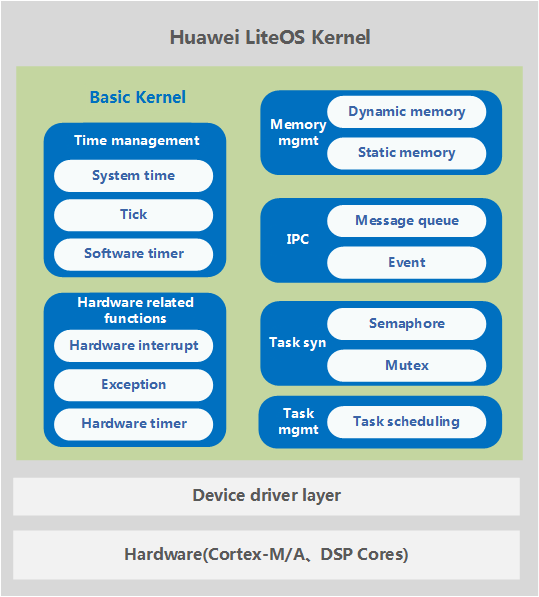 Huawei LiteOS Kernel
Basic Kernel
Time management
System time
Tick
Software timer
Hardware related
functions
Hardware interrupt
Exception
Hardware timer
Memory
mgmt
Dynamic memory
Static memory
IPC
Message queue
Event
Task syn
Semaphore
Mutex
Task
mgmt
Task scheduling
Device driver layer
Hardware(Cortex-M/A、DSP Cores)